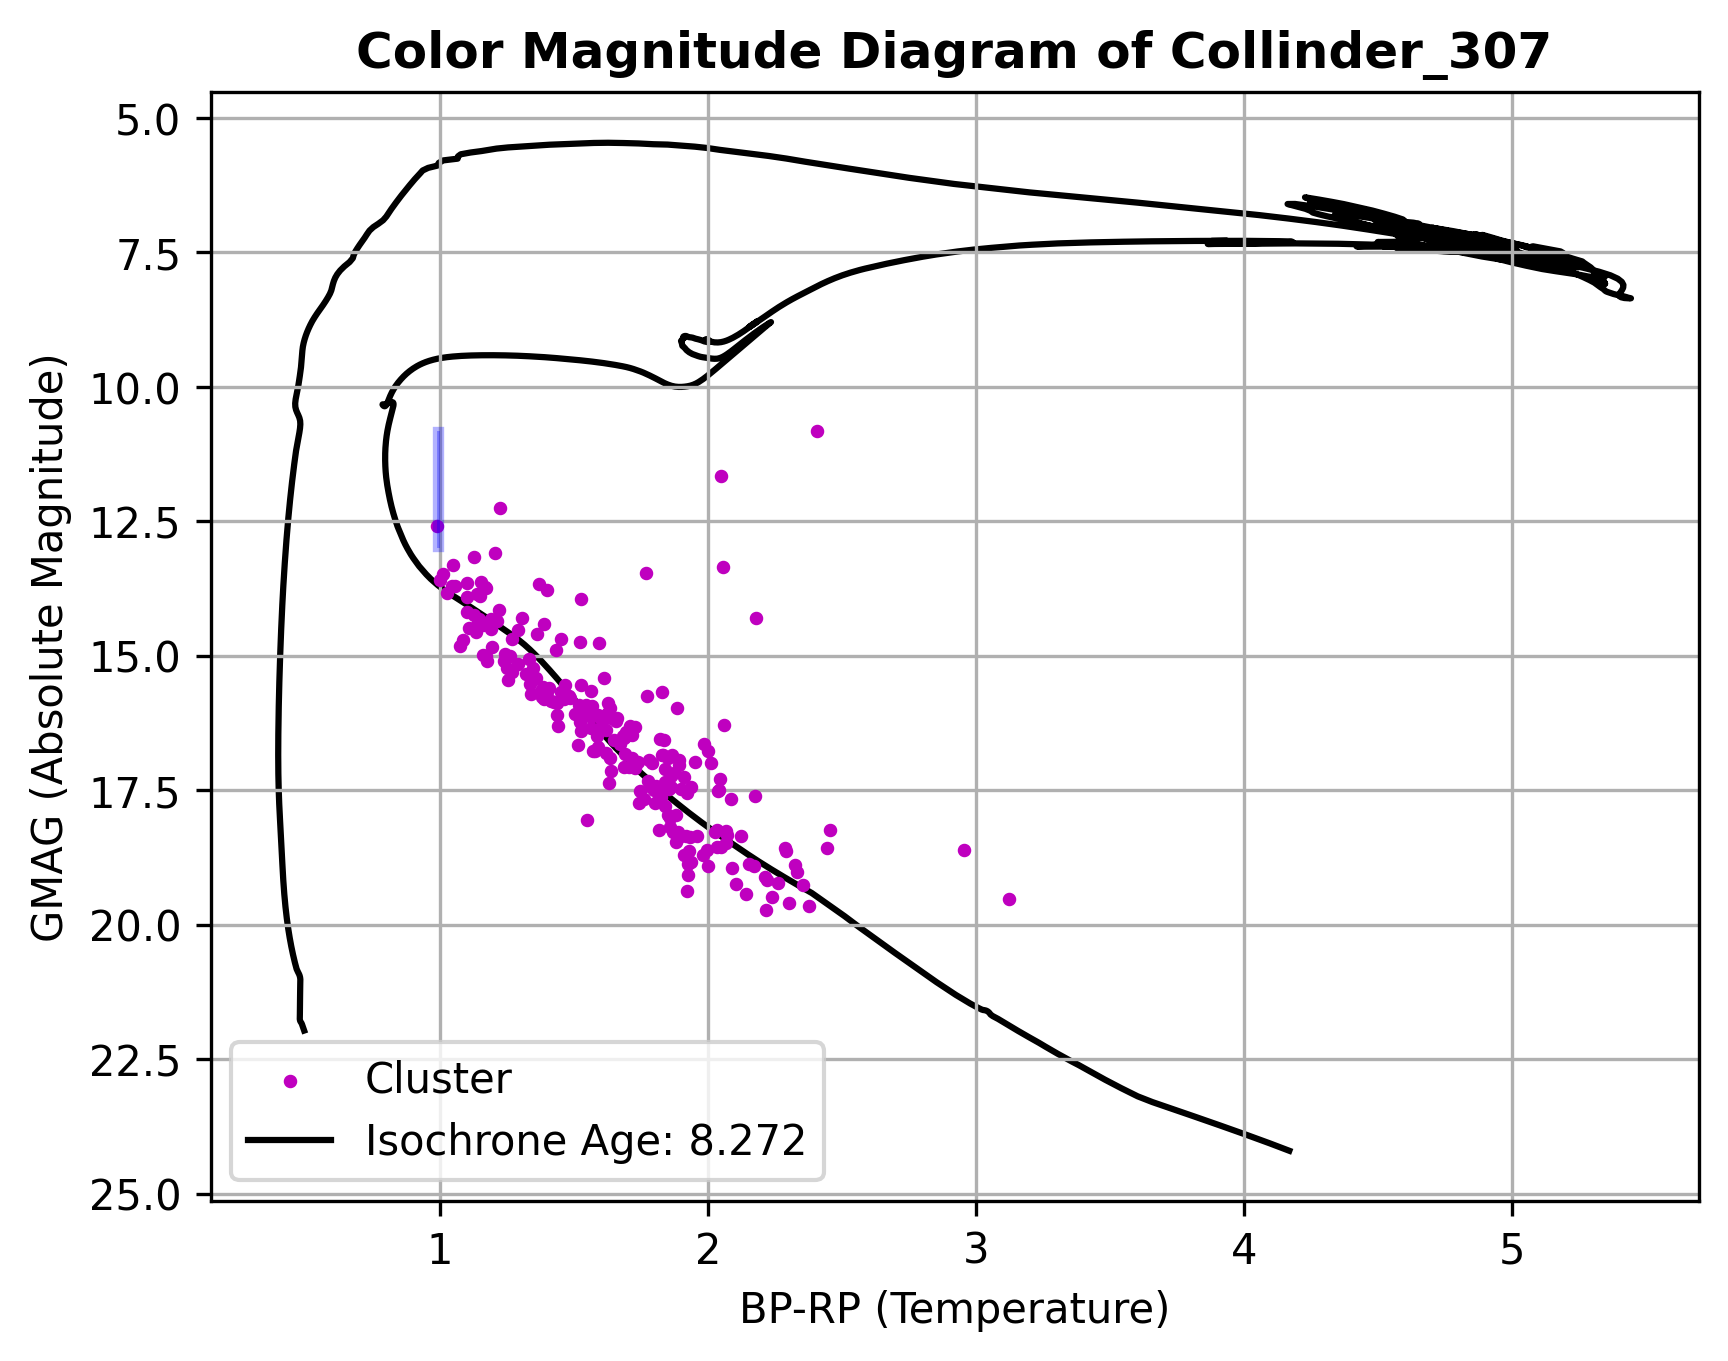 Color Magnitude Diagram of Collinder_307
GMAG (Absolute Magnitude)
5.0
7.5
10.0
12.5
15.0
17.5
20.0
22.5
25.0
Cluster
Isochrone Age: 8.272
1
2
3
4
5
BP-RP (Temperature)